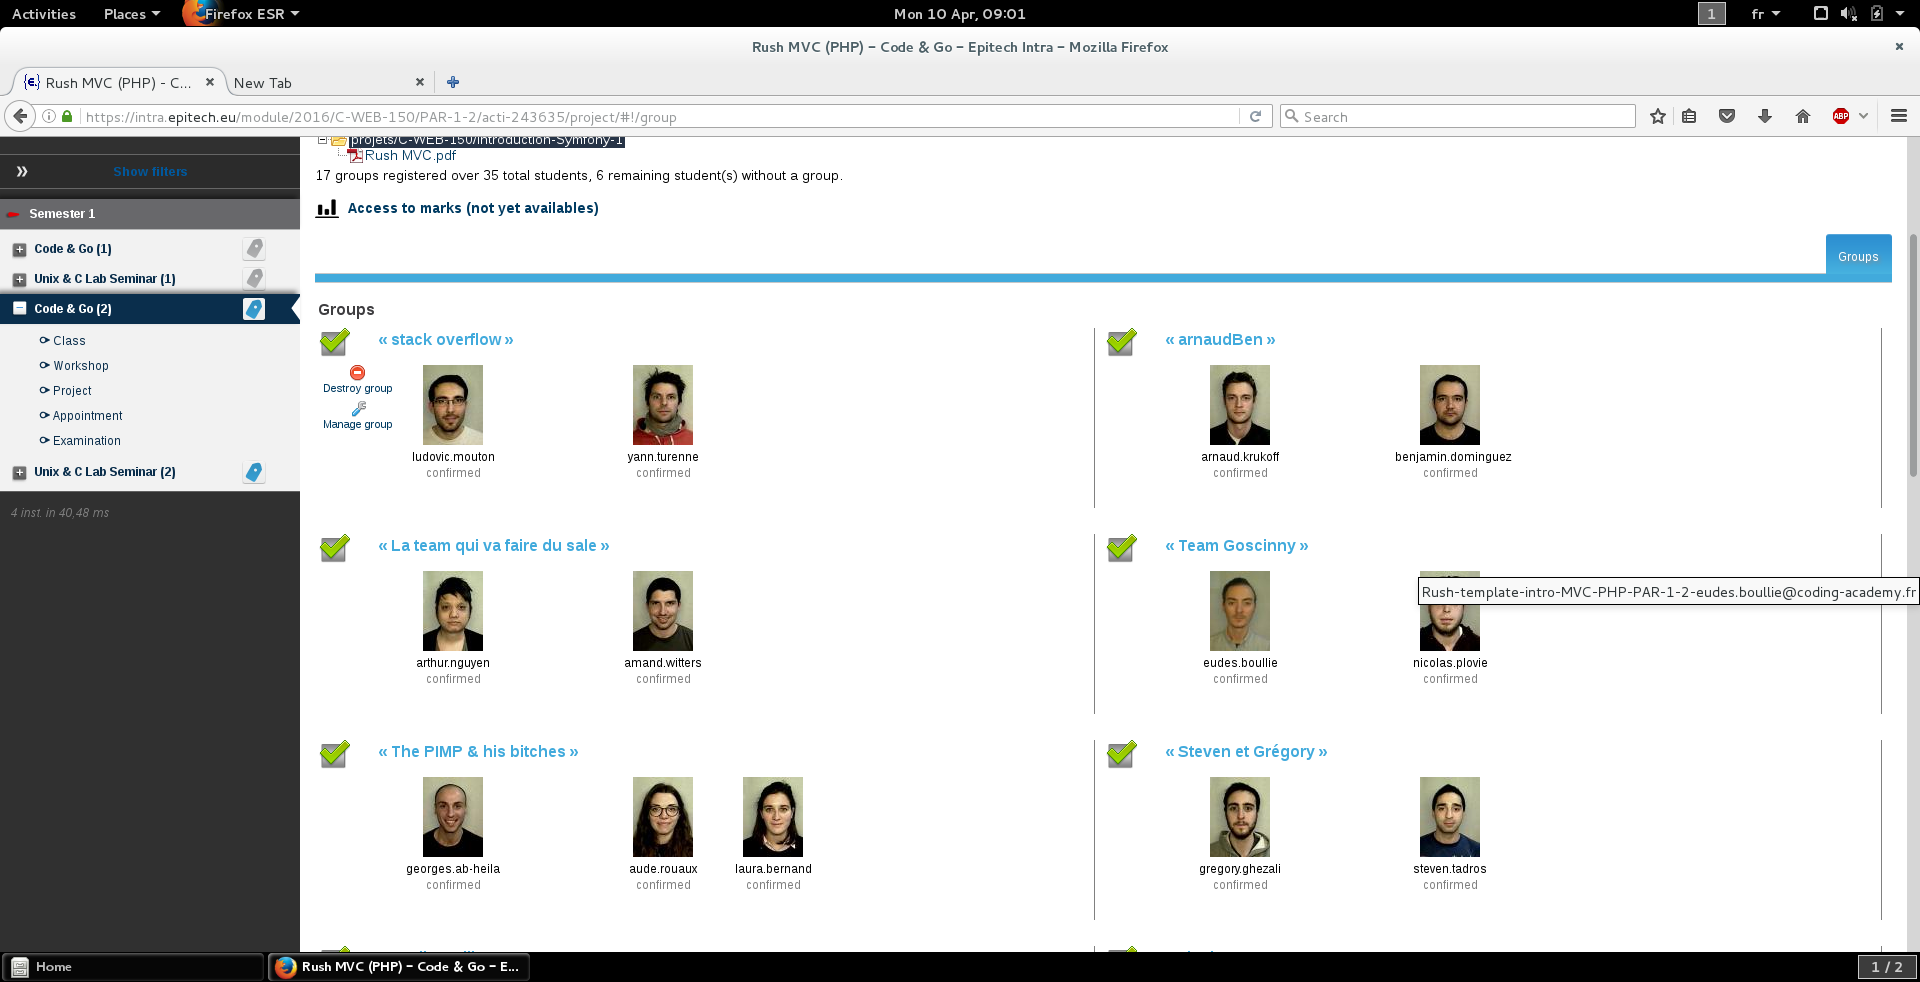 Activities Places Firefox ESR Mon 10 Apr, 09:01 1 fr
Rush MVC (PHP) – Code & Go – Epitech Intra – Mozilla Firefox
Rush MVC (PHP) - C... New Tab
https://intra.epitech.eu/module/2016/C-WEB-150/PAR-1-2/acti-243635/project/#!/group Search ABP
projets/C-WEB-150/Introduction-Symfony-1
Rush MVC.pdf
17 groups registered over 35 total students, 6 remaining student(s) without a group.
Access to marks (not yet availables)
Groups
Show filters
Semester 1
Code & Go (1)
Unix & C Lab Seminar (1)
Code & Go (2)
Class
Workshop
Project
Appointment
Examination
Unix & C Lab Seminar (2)
4 inst. in 40,48 ms
Groups
« stack overflow »
Destroy group
Manage group
ludovic.mouton yann.turenne
confirmed confirmed
« arnaudBen »
arnaud.krukoff benjamin.dominguez
confirmed confirmed
« La team qui va faire du sale »
arthur.nguyen amand.witters
confirmed confirmed
« Team Goscinny »
Rush-template-intro-MVC-PHP-PAR-1-2-eudes.boullie@coding-academy.fr
eudes.boullie nicolas.plovie
confirmed confirmed
« The PIMP & his bitches »
georges.ab-heila aude.rouaux laura.bernand
confirmed confirmed confirmed
« Steven et Grégory »
gregory.ghezali steven.tadros
confirmed confirmed
Home Rush MVC (PHP) – Code & Go – E... 1 / 2